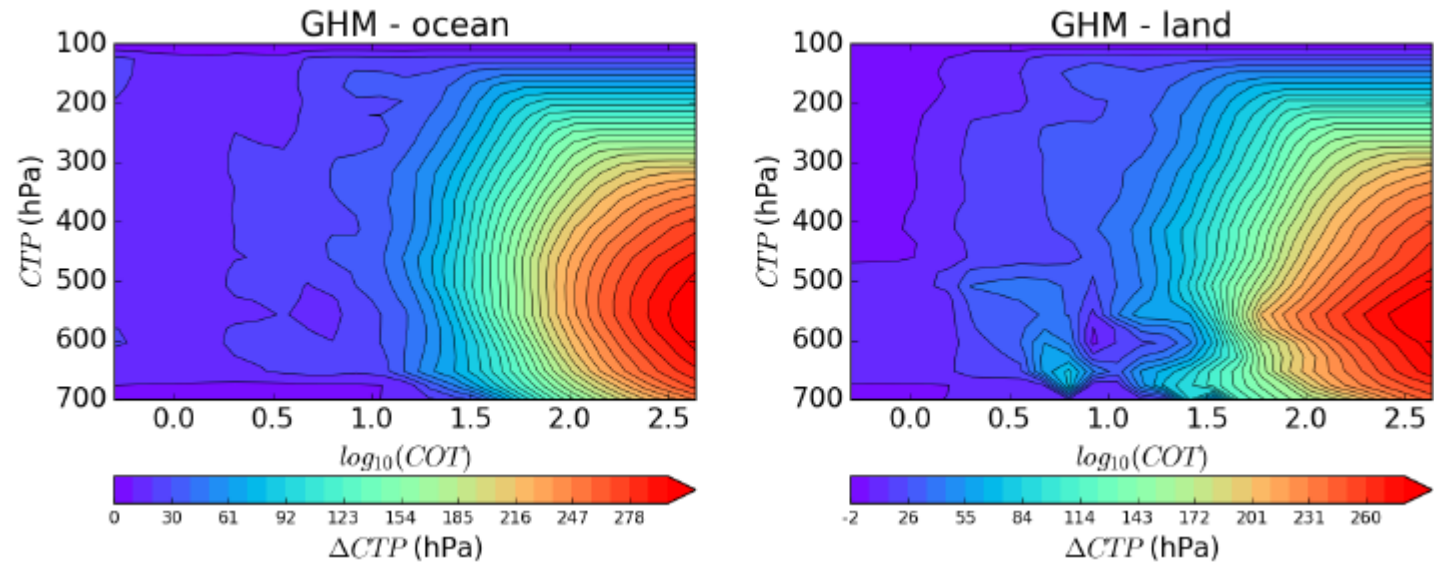 GHM - ocean
100
200
300
400
500
600
700
CTP (hPa)
0.0 0.5 1.0 1.5 2.0 2.5
log10(COT)
0 30 61 92 123 154 185 216 247 278
ΔCTP (hPa)
GHM - land
100
200
300
400
500
600
700
CTP (hPa)
0.0 0.5 1.0 1.5 2.0 2.5
log10(COT)
-2 26 55 84 114 143 172 201 231 260
ΔCTP (hPa)